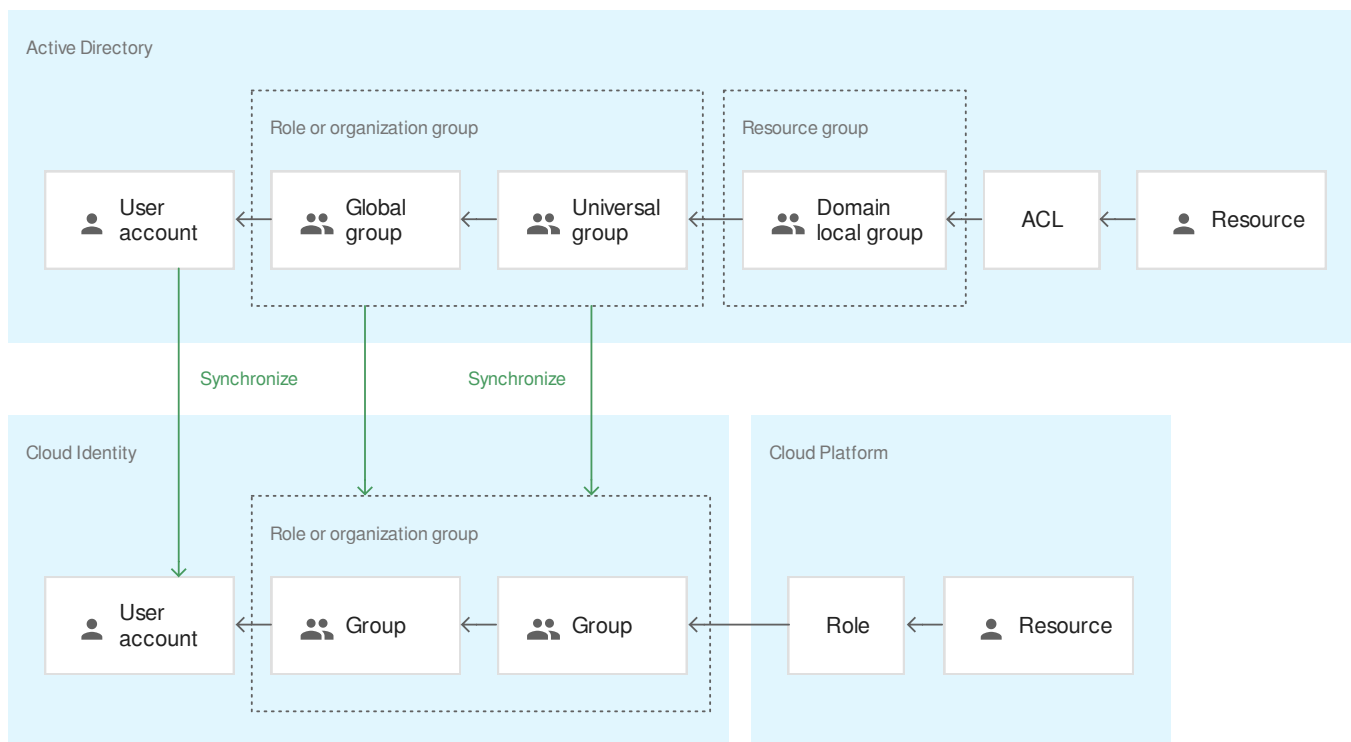 Active Directory
Role or organization group
Resource group
User
account
Global
group
Universal
group
Domain
local group
ACL
Resource
Synchronize
Synchronize
Cloud Identity
Cloud Platform
Role or organization group
User
account
Group
Group
Role
Resource